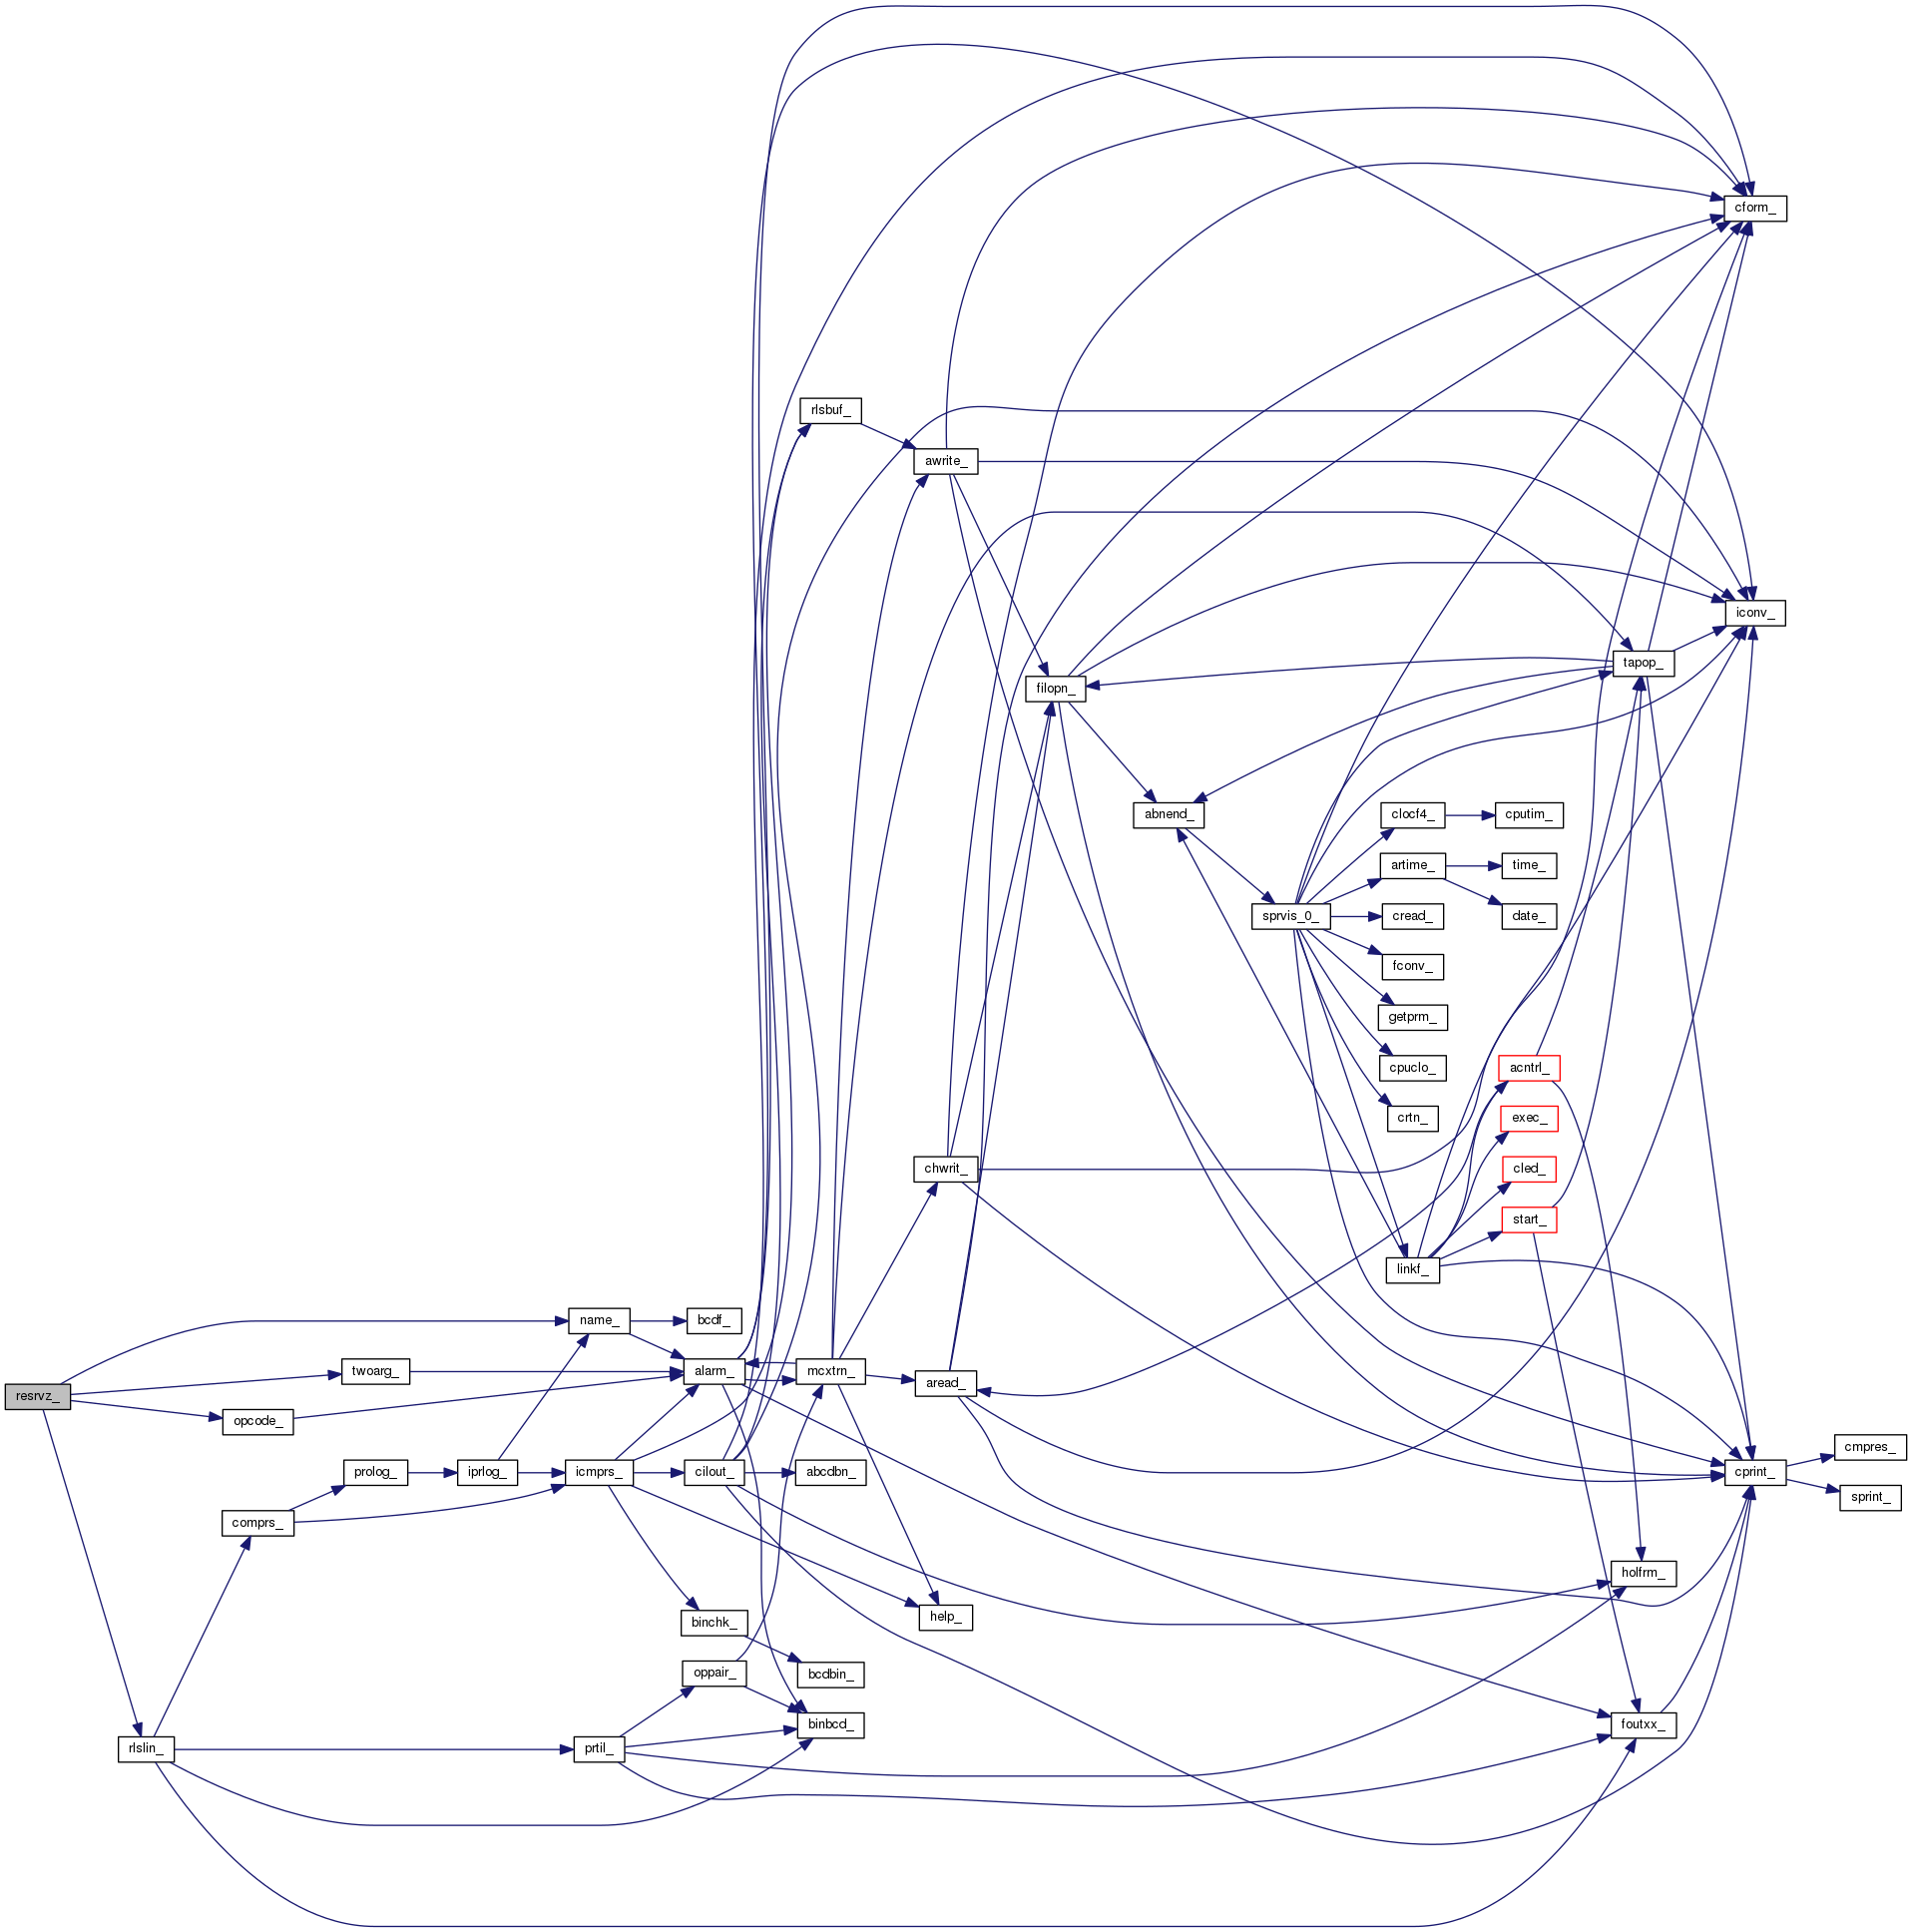 cform_
rlsbuf_
awrite_
iconv_
tapop_
filopn_
abnend_
clocf4_
cputim_
artime_
time_
sprvis_0_
cread_
date_
fconv_
getprm_
cpuclo_
acntrl_
crtn_
exec_
chwrit_
cled_
start_
linkf_
name_
bcdf_
twoarg_
alarm_
mcxtrn_
aread_
resrvz_
opcode_
cmpres_
prolog_
iprlog_
icmprs_
cilout_
abcdbn_
cprint_
sprint_
comprs_
holfrm_
binchk_
help_
oppair_
bcdbin_
binbcd_
foutxx_
rlslin_
prtil_